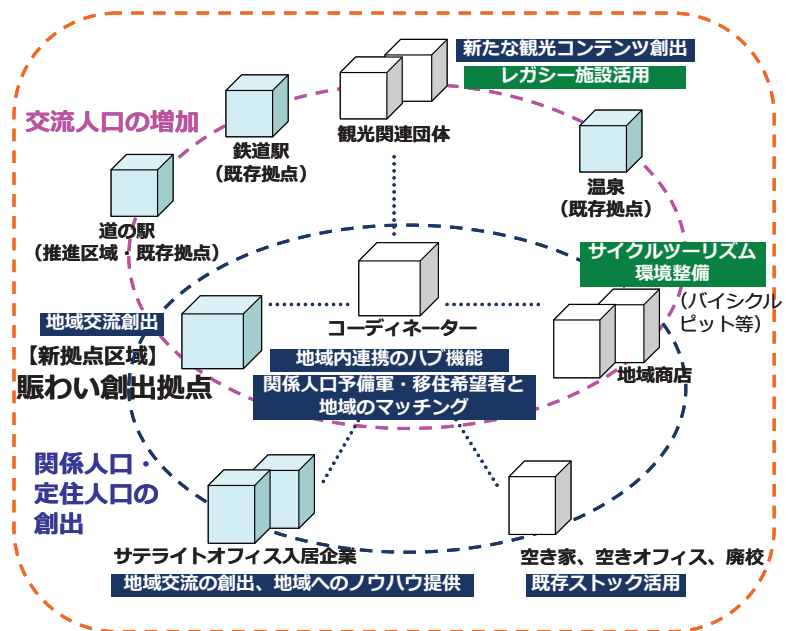 新たな観光コンテンツ創出
レガシー施設活用
交流人口の増加
観光関連団体
鉄道駅
（既存拠点）
温泉
（既存拠点）
道の駅
（推進区域・既存拠点）
サイクルツーリズム
環境整備
（バイシクル
ピット等）
コーディネーター
地域交流創出
【新拠点区域】
賑わい創出拠点
地域内連携のハブ機能
関係人口予備軍・移住希望者と
地域のマッチング
地域商店
関係人口・
定住人口の
創出
サテライトオフィス入居企業
地域交流の創出、地域へのノウハウ提供
空き家、空きオフィス、廃校
既存ストック活用